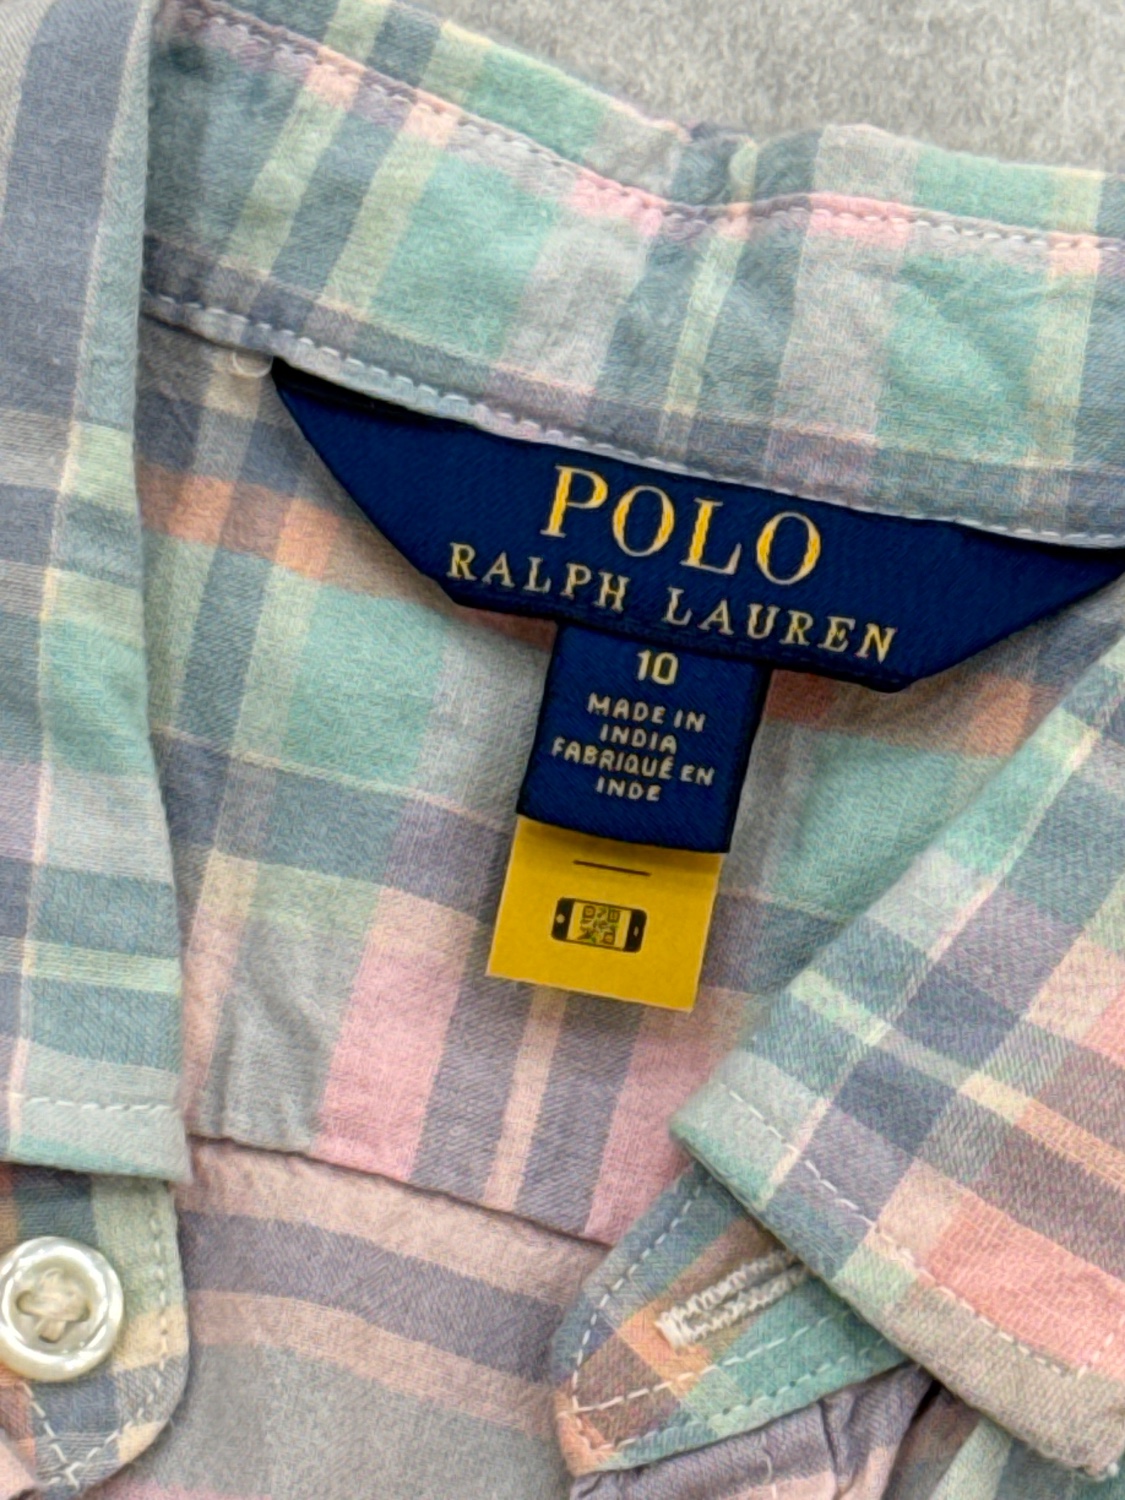 POLO
RALPH LAUREN
10
MADE IN
INDIA
FABRIQUÉ EN
INDE